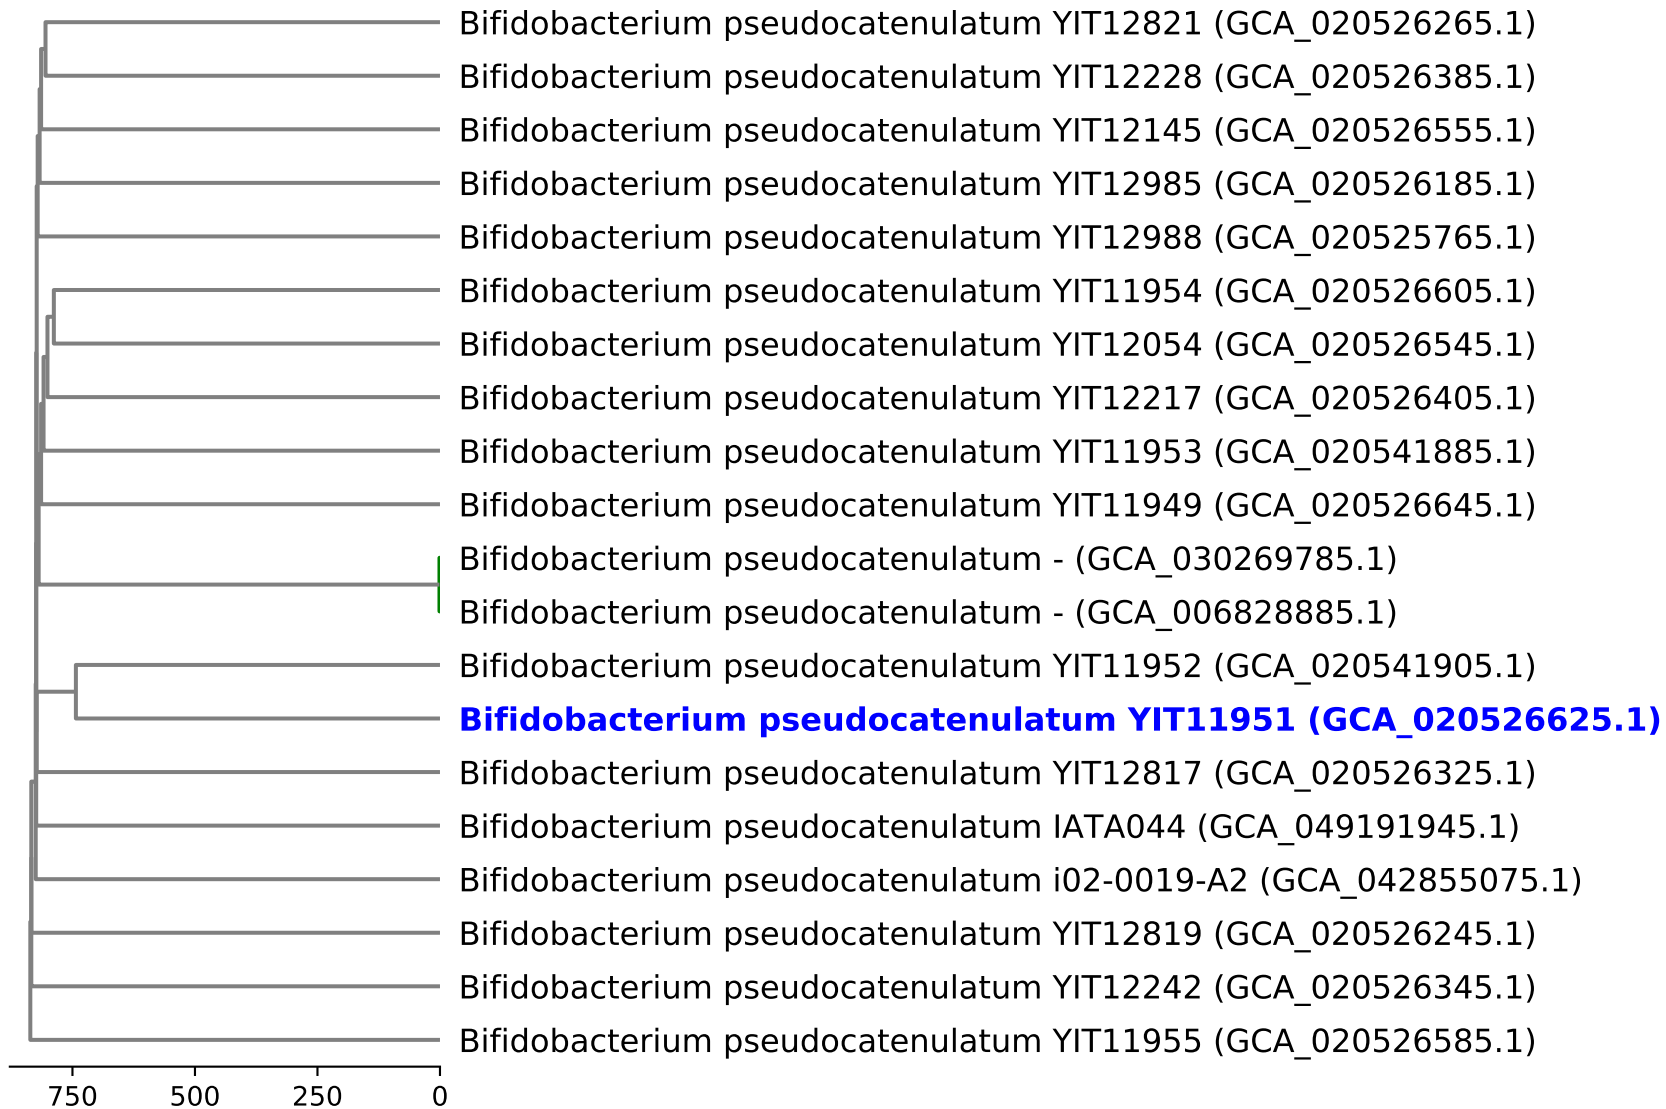 Bifidobacterium pseudocatenulatum YIT12821 (GCA_020526265.1)
Bifidobacterium pseudocatenulatum YIT12228 (GCA_020526385.1)
Bifidobacterium pseudocatenulatum YIT12145 (GCA_020526555.1)
Bifidobacterium pseudocatenulatum YIT12985 (GCA_020526185.1)
Bifidobacterium pseudocatenulatum YIT12988 (GCA_020525765.1)
Bifidobacterium pseudocatenulatum YIT11954 (GCA_020526605.1)
Bifidobacterium pseudocatenulatum YIT12054 (GCA_020526545.1)
Bifidobacterium pseudocatenulatum YIT12217 (GCA_020526405.1)
Bifidobacterium pseudocatenulatum YIT11953 (GCA_020541885.1)
Bifidobacterium pseudocatenulatum YIT11949 (GCA_020526645.1)
Bifidobacterium pseudocatenulatum - (GCA_030269785.1)
Bifidobacterium pseudocatenulatum - (GCA_006828885.1)
Bifidobacterium pseudocatenulatum YIT11952 (GCA_020541905.1)
Bifidobacterium pseudocatenulatum YIT11951 (GCA_020526625.1)
Bifidobacterium pseudocatenulatum YIT12817 (GCA_020526325.1)
Bifidobacterium pseudocatenulatum IATA044 (GCA_049191945.1)
Bifidobacterium pseudocatenulatum i02-0019-A2 (GCA_042855075.1)
Bifidobacterium pseudocatenulatum YIT12819 (GCA_020526245.1)
Bifidobacterium pseudocatenulatum YIT12242 (GCA_020526345.1)
Bifidobacterium pseudocatenulatum YIT11955 (GCA_020526585.1)
750 500 250 0